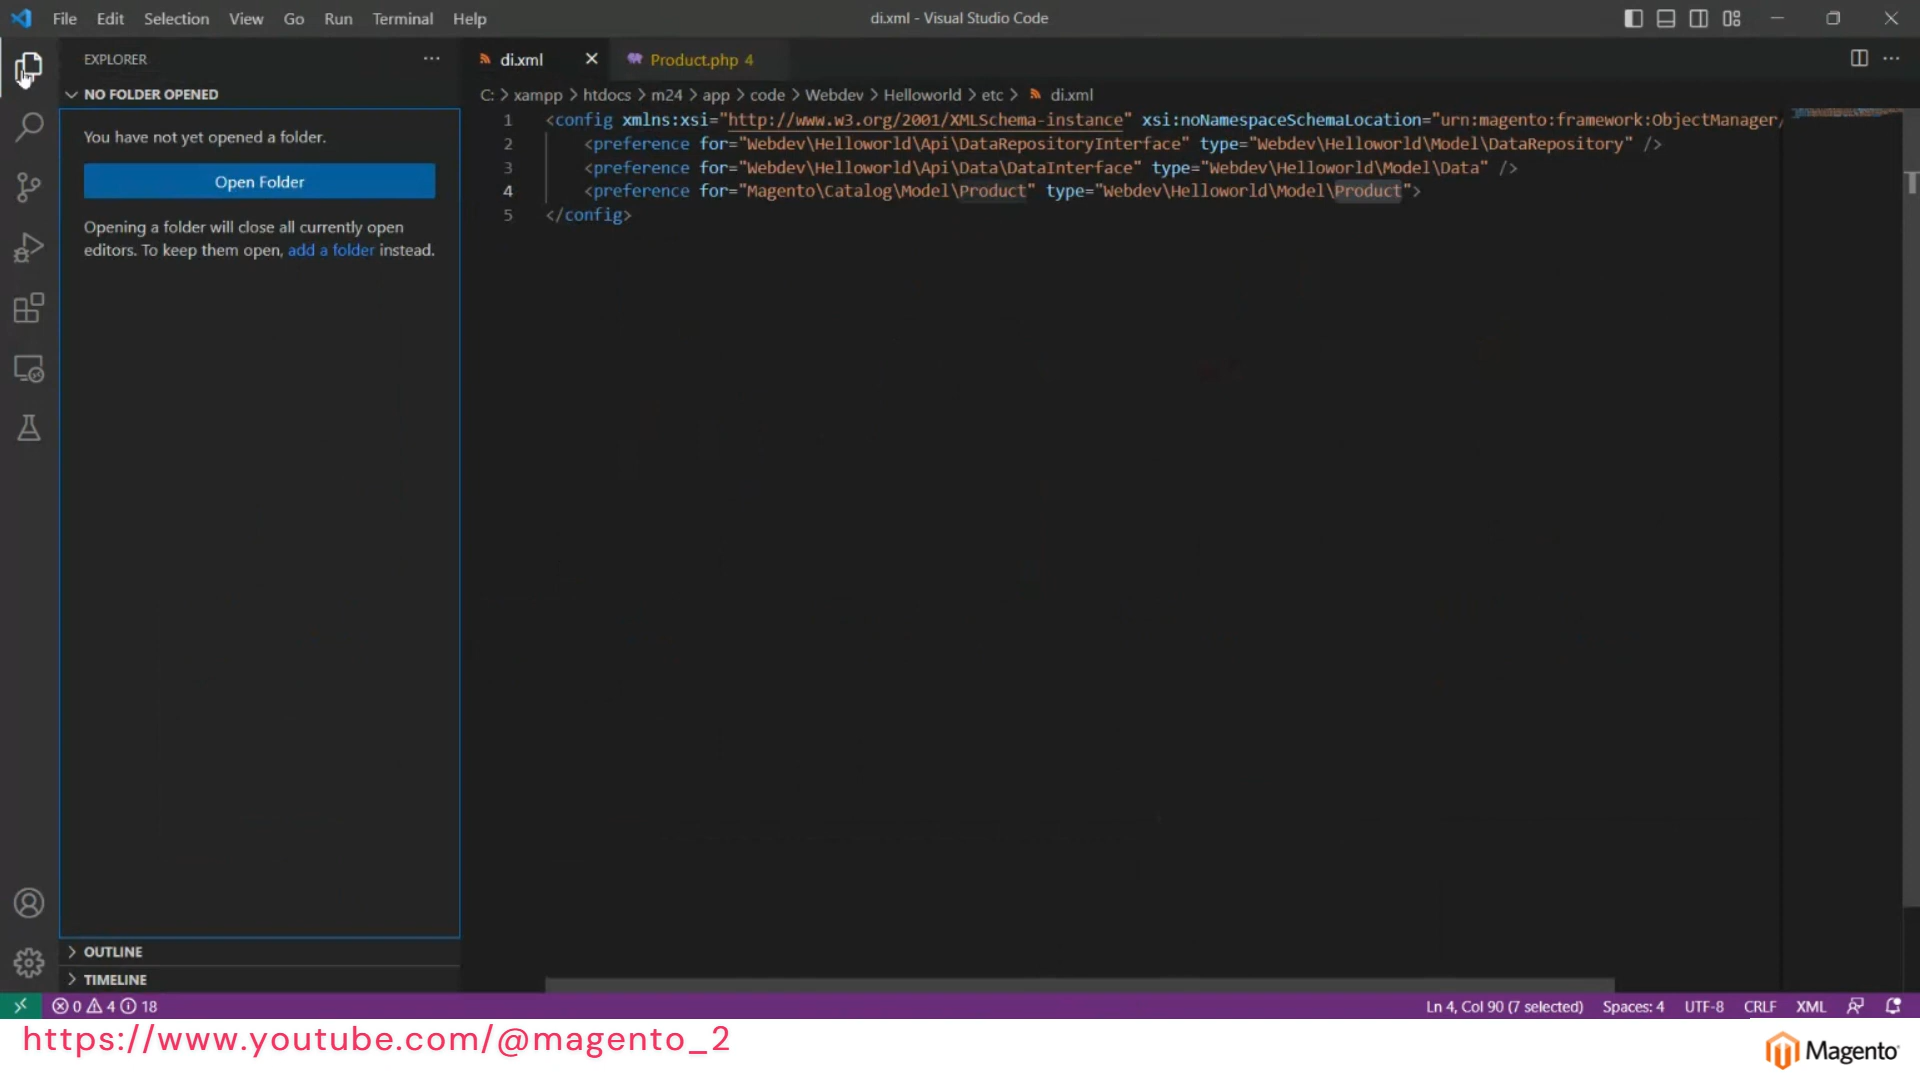 File Edit Selection View Go Run Terminal Help
di.xml - Visual Studio Code
EXPLORER
di.xml
Product.php 4
NO FOLDER OPENED
C: > xampp > htdocs > m24 > app > code > Webdev > Helloworld > etc > di.xml
You have not yet opened a folder.
Open Folder
Opening a folder will close all currently open
editors. To keep them open, add a folder instead.
1 <config xmlns:xsi="http://www.w3.org/2001/XMLSchema-instance" xsi:noNamespaceSchemaLocation="urn:magento:framework:ObjectManager/
2 <preference for="Webdev\Helloworld\Api\DataRepositoryInterface" type="Webdev\Helloworld\Model\DataRepository" />
3 <preference for="Webdev\Helloworld\Api\Data\DataInterface" type="Webdev\Helloworld\Model\Data" />
4 <preference for="Magento\Catalog\Model\Product" type="Webdev\Helloworld\Model\Product">
5 </config>
OUTLINE
TIMELINE
0 4 18
Ln 4, Col 90 (7 selected) Spaces: 4 UTF-8 CRLF XML
https://www.youtube.com/@magento_2
Magento